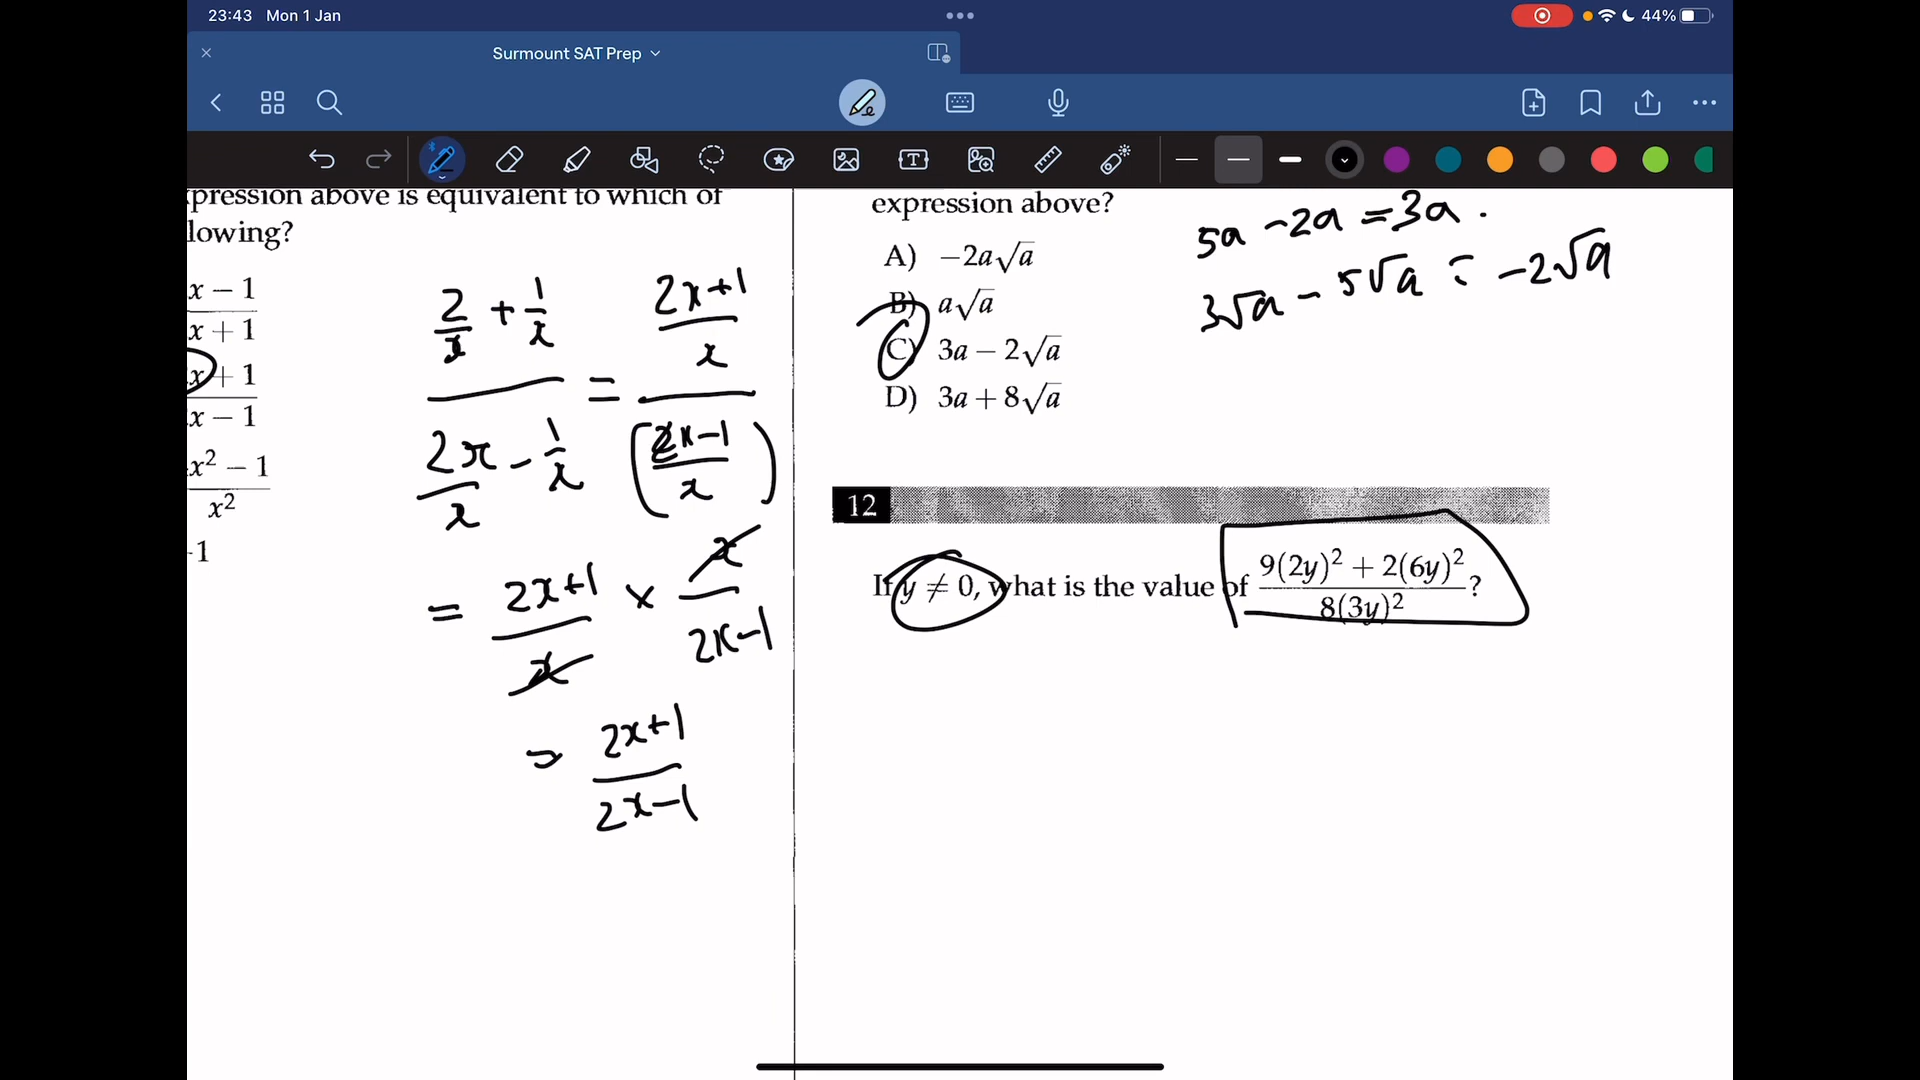 23:43 Mon 1 Jan
44%
Surmount SAT Prep
pression above is equivalent to which of
lowing?
x − 1
x + 1
x + 1
x − 1
x² − 1
x²
-1
2/x + 1/x
2x/x − 1/x
=
2x+1
x
(2x−1
x)
= 2x+1/x × x/2x−1
= 2x+1
2x−1
expression above?
A) −2a√a
B) a√a
C) 3a − 2√a
D) 3a + 8√a
5a − 2a = 3a .
3√a − 5√a = −2√a
12
If y ≠ 0, what is the value of 9(2y)² + 2(6y)²/8(3y)²?